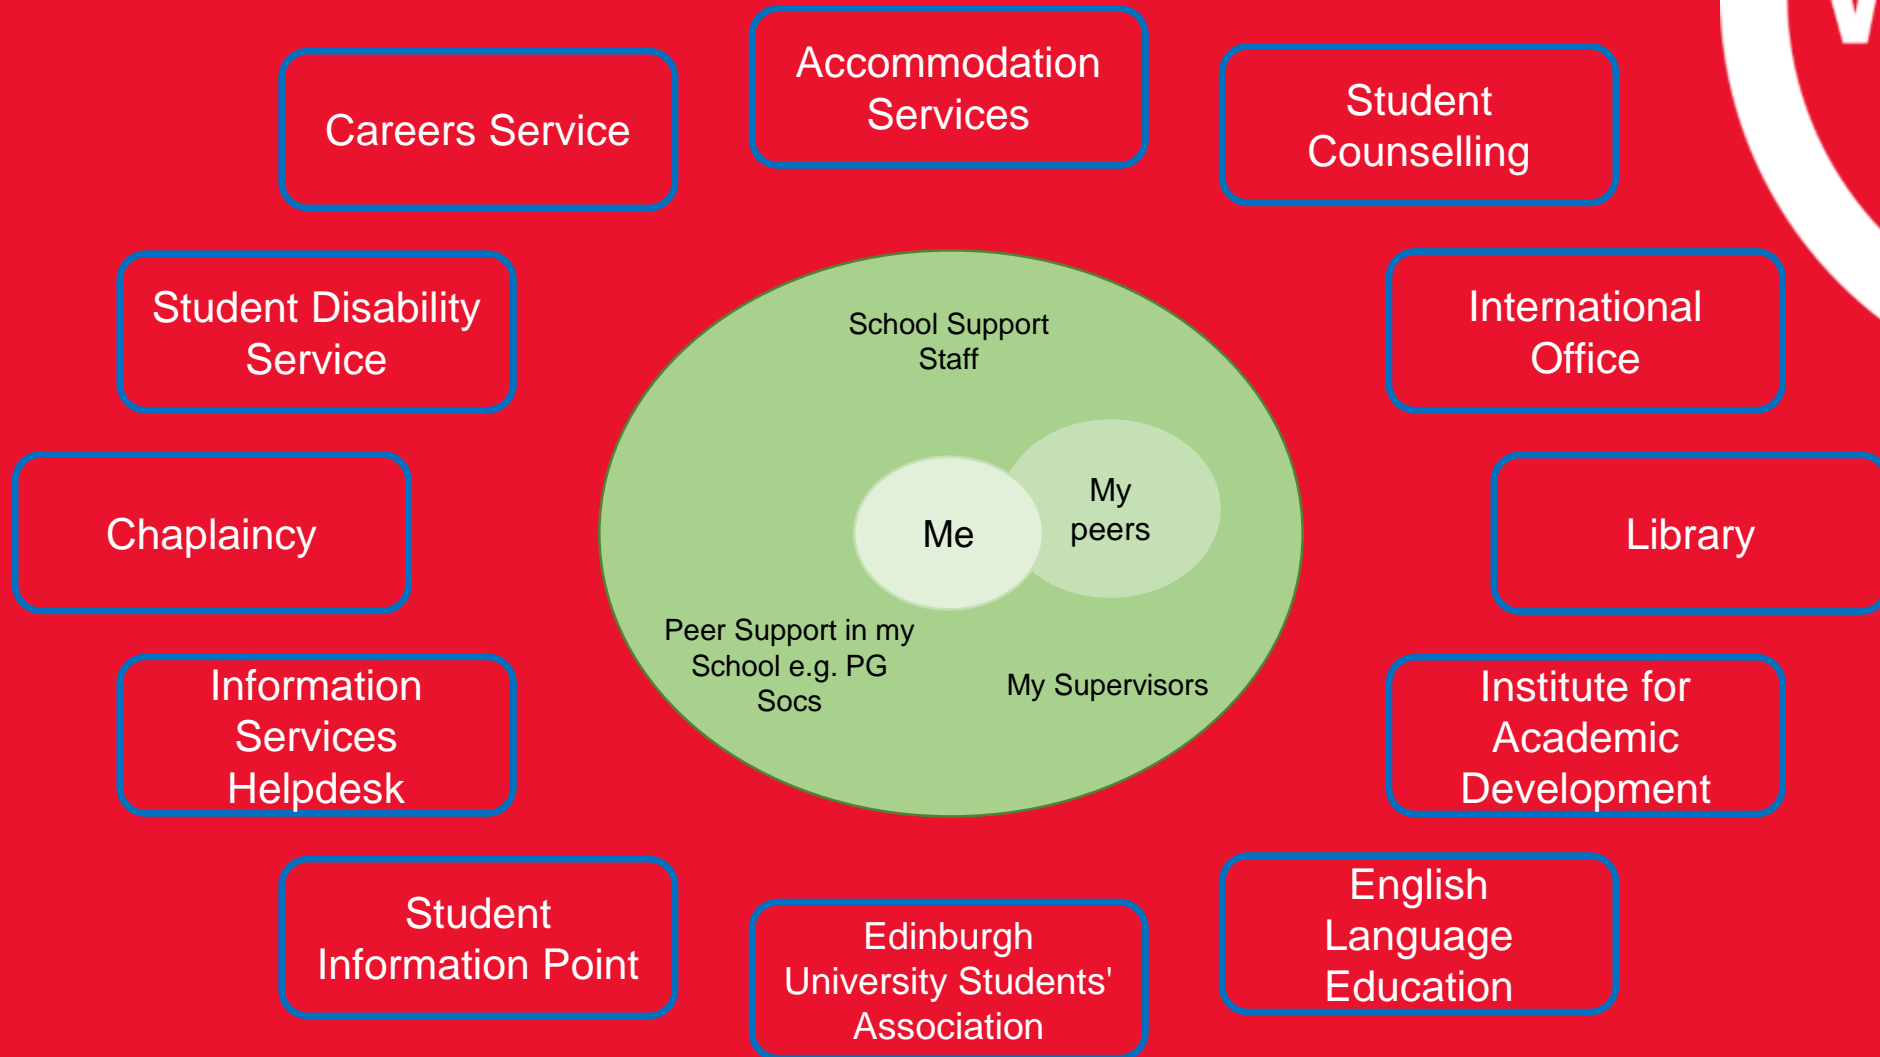 Accommodation
Services
Careers Service
Student
Counselling
Student Disability
Service
International
Office
School Support
Staff
Chaplaincy
Me
My
peers
Library
Peer Support in my
School e.g. PG
Socs
My Supervisors
Information
Services
Helpdesk
Institute for
Academic
Development
Student
Information Point
Edinburgh
University Students'
Association
English
Language
Education